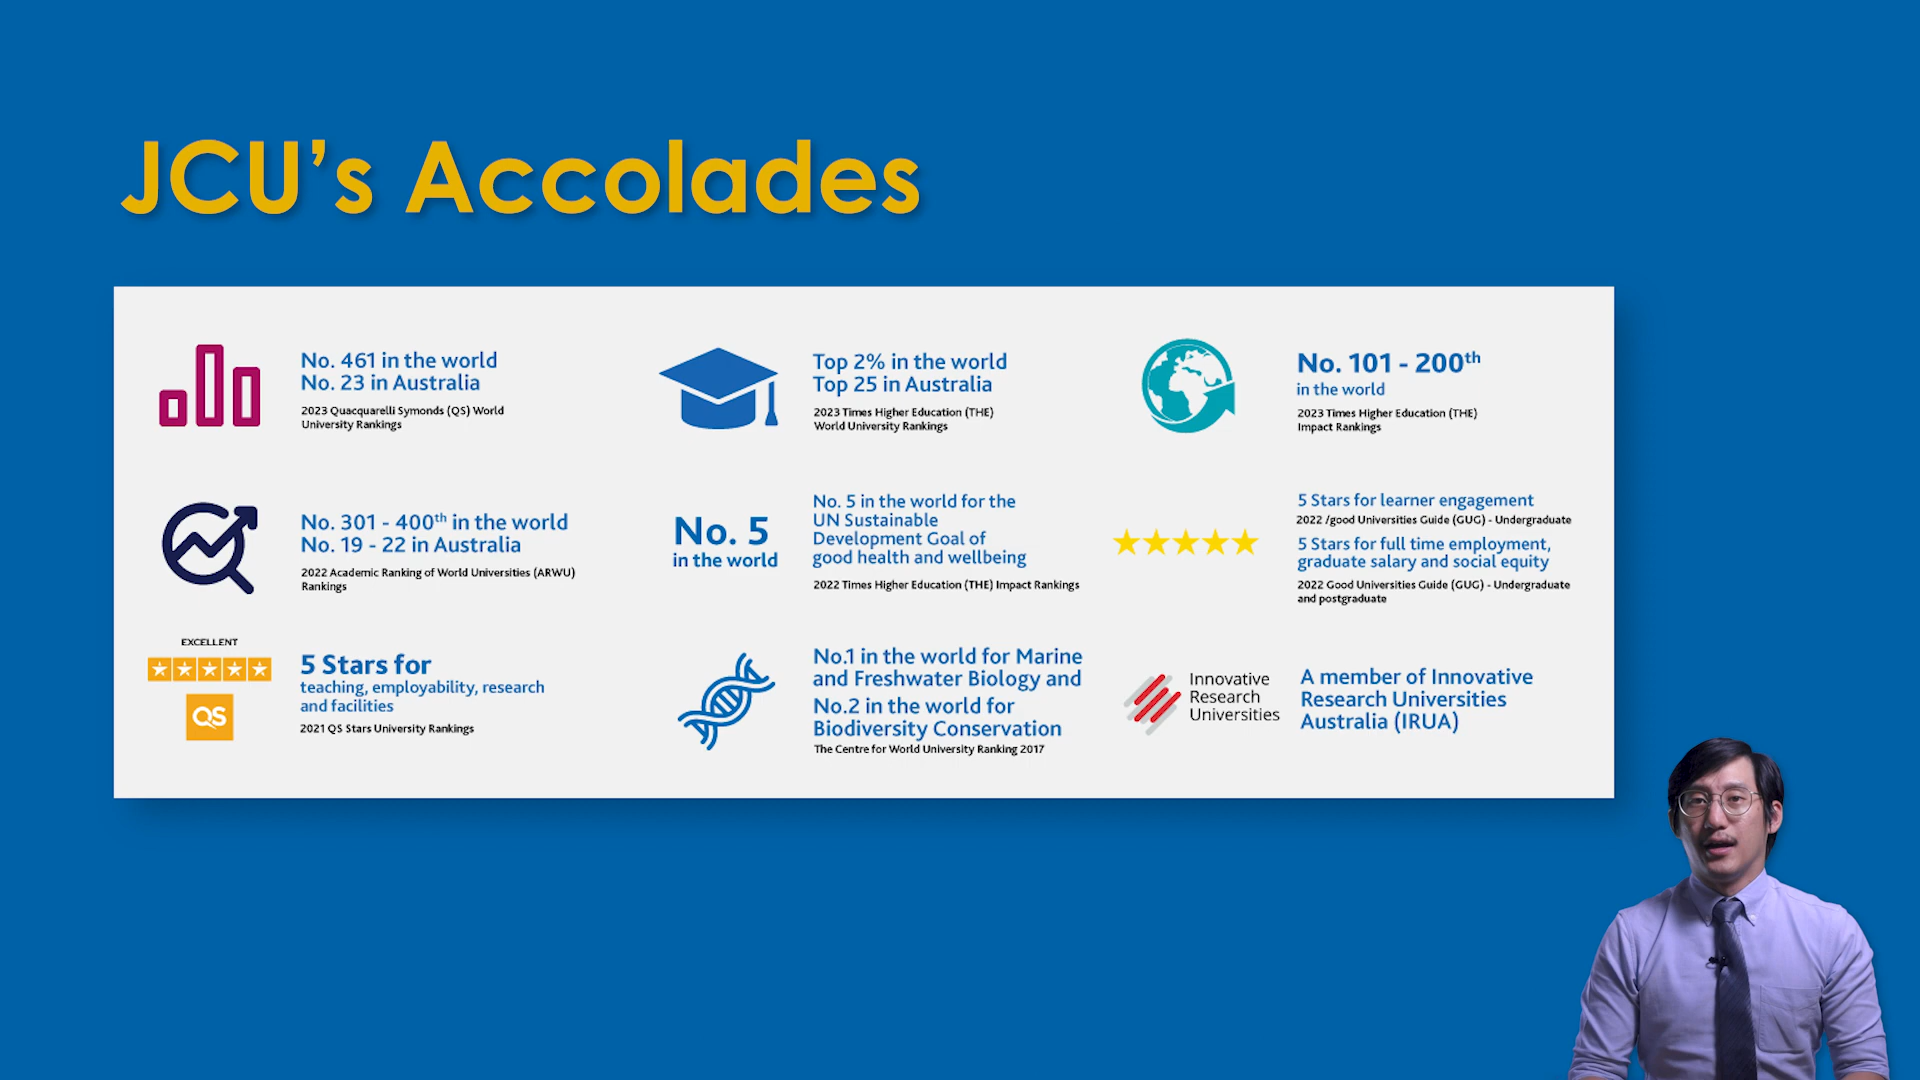 JCU’s Accolades
No. 461 in the world
No. 23 in Australia
2023 Quacquarelli Symonds (QS) World
University Rankings
Top 2% in the world
Top 25 in Australia
2023 Times Higher Education (THE)
World University Rankings
No. 101 - 200th
in the world
2023 Times Higher Education (THE)
Impact Rankings
No. 301 - 400th in the world
No. 19 - 22 in Australia
2022 Academic Ranking of World Universities (ARWU)
Rankings
No. 5
in the world
No. 5 in the world for the
UN Sustainable
Development Goal of
good health and wellbeing
2022 Times Higher Education (THE) Impact Rankings
5 Stars for learner engagement
2022 /good Universities Guide (GUG) - Undergraduate
5 Stars for full time employment,
graduate salary and social equity
2022 Good Universities Guide (GUG) - Undergraduate
and postgraduate
EXCELLENT
QS
5 Stars for
teaching, employability, research
and facilities
2021 QS Stars University Rankings
No.1 in the world for Marine
and Freshwater Biology and
No.2 in the world for
Biodiversity Conservation
The Centre for World University Ranking 2017
Innovative
Research
Universities
A member of Innovative
Research Universities
Australia (IRUA)